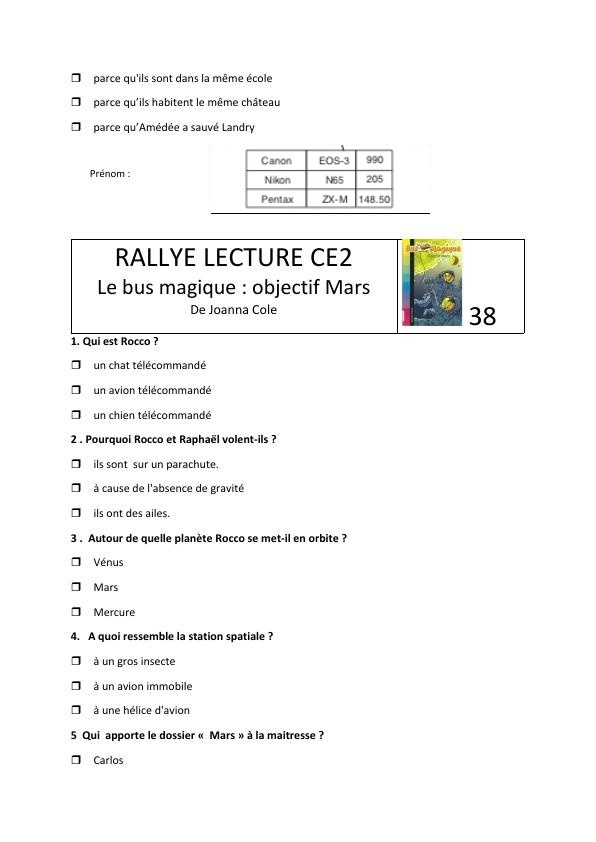 parce qu'ils sont dans la même école
parce qu’ils habitent le même château
parce qu’Amédée a sauvé Landry
Prénom :
Canon EOS-3 990
Nikon N65 205
Pentax ZX-M 148.50
RALLYE LECTURE CE2
Le bus magique : objectif Mars
De Joanna Cole
38
1. Qui est Rocco ?
un chat télécommandé
un avion télécommandé
un chien télécommandé
2 . Pourquoi Rocco et Raphaël volent-ils ?
ils sont  sur un parachute.
à cause de l'absence de gravité
ils ont des ailes.
3 .  Autour de quelle planète Rocco se met-il en orbite ?
Vénus
Mars
Mercure
4.   A quoi ressemble la station spatiale ?
à un gros insecte
à un avion immobile
à une hélice d'avion
5  Qui  apporte le dossier «  Mars » à la maitresse ?
Carlos